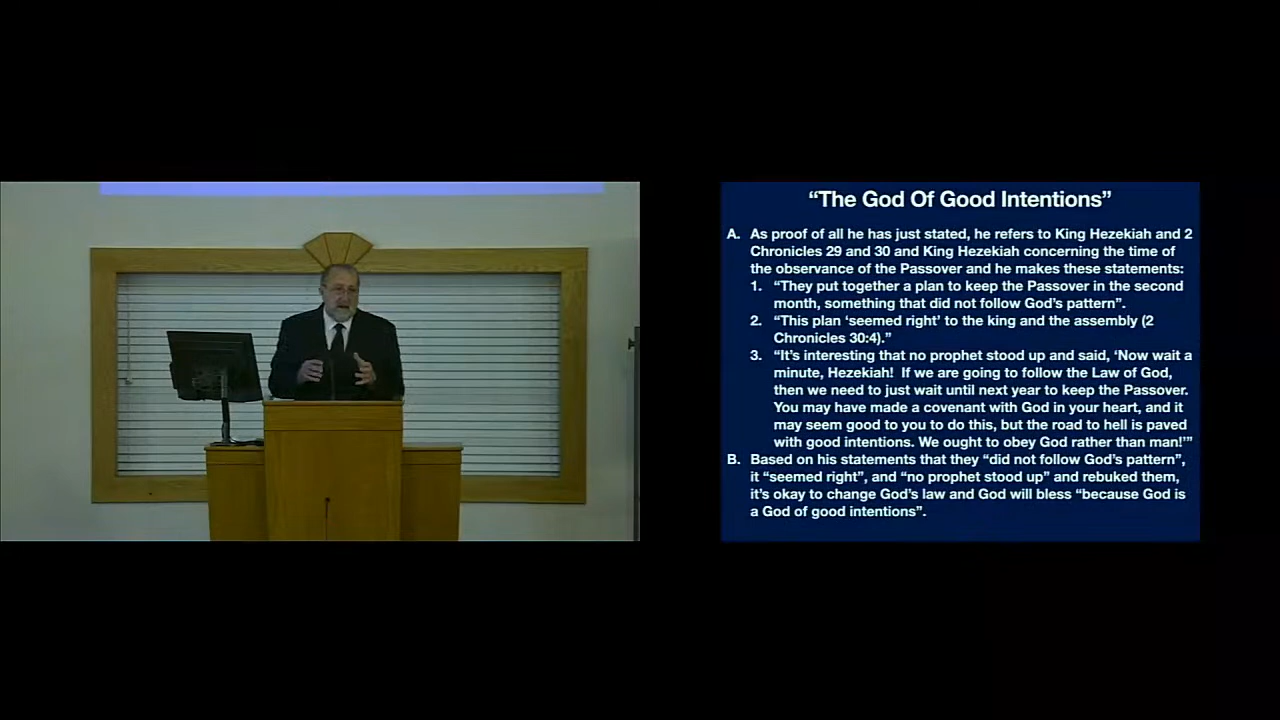 “The God Of Good Intentions”
A. As proof of all he has just stated, he refers to King Hezekiah and 2
Chronicles 29 and 30 and King Hezekiah concerning the time of
the observance of the Passover and he makes these statements:
1. “They put together a plan to keep the Passover in the second
month, something that did not follow God’s pattern”.
2. “This plan ‘seemed right’ to the king and the assembly (2
Chronicles 30:4).”
3. “It’s interesting that no prophet stood up and said, ‘Now wait a
minute, Hezekiah!  If we are going to follow the Law of God,
then we need to just wait until next year to keep the Passover.
You may have made a covenant with God in your heart, and it
may seem good to you to do this, but the road to hell is paved
with good intentions. We ought to obey God rather than man!’”
B. Based on his statements that they “did not follow God’s pattern”,
it “seemed right”, and “no prophet stood up” and rebuked them,
it’s okay to change God’s law and God will bless “because God is
a God of good intentions”.